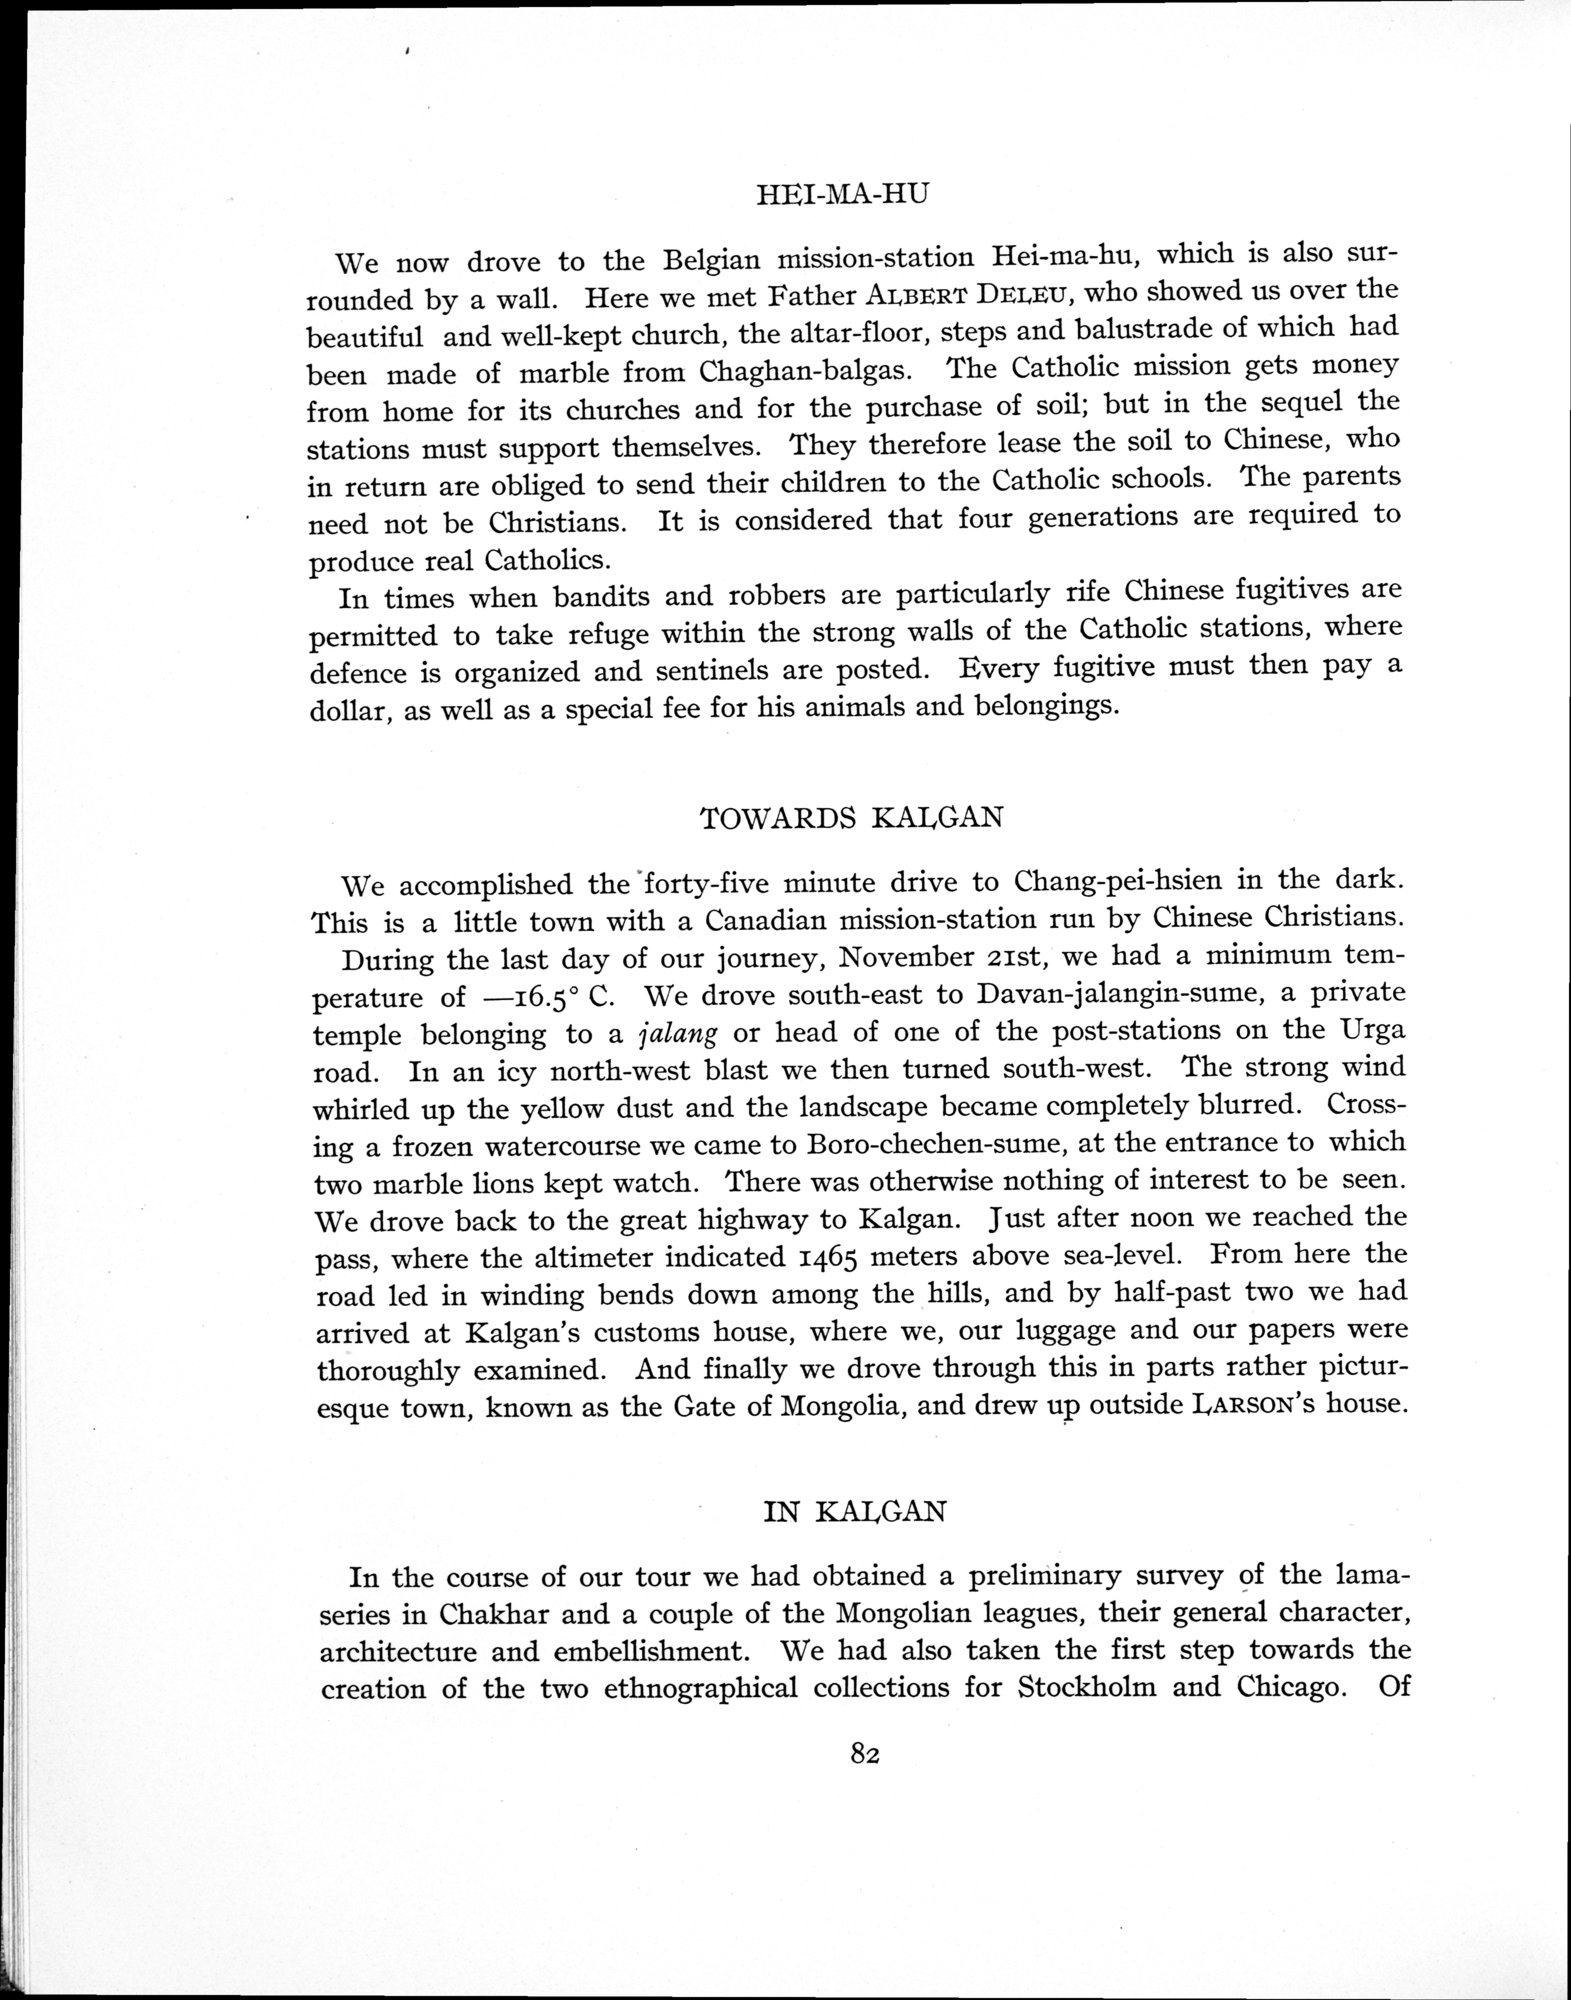 HEI-MA-HU
We now drove to the Belgian mission-station Hei-ma-hu, which is also sur-
rounded by a wall. Here we met Father ALBERT DELEU, who showed us over the
beautiful and well-kept church, the altar-floor, steps and balustrade of which had
been made of marble from Chaghan-balgas. The Catholic mission gets money
from home for its churches and for the purchase of soil; but in the sequel the
stations must support themselves. They therefore lease the soil to Chinese, who
in return are obliged to send their children to the Catholic schools. The parents
need not be Christians. It is considered that four generations are required to
produce real Catholics.
In times when bandits and robbers are particularly rife Chinese fugitives are
permitted to take refuge within the strong walls of the Catholic stations, where
defence is organized and sentinels are posted. Every fugitive must then pay a
dollar, as well as a special fee for his animals and belongings.
TOWARDS KALGAN
We accomplished the forty-five minute drive to Chang-pei-hsien in the dark.
This is a little town with a Canadian mission-station run by Chinese Christians.
During the last day of our journey, November 21st, we had a minimum tem-
perature of —16.5° C. We drove south-east to Davan-jalangin-sume, a private
temple belonging to a jalang or head of one of the post-stations on the Urga
road. In an icy north-west blast we then turned south-west. The strong wind
whirled up the yellow dust and the landscape became completely blurred. Cross-
ing a frozen watercourse we came to Boro-chechen-sume, at the entrance to which
two marble lions kept watch. There was otherwise nothing of interest to be seen.
We drove back to the great highway to Kalgan. Just after noon we reached the
pass, where the altimeter indicated 1465 meters above sea-level. From here the
road led in winding bends down among the hills, and by half-past two we had
arrived at Kalgan's customs house, where we, our luggage and our papers were
thoroughly examined. And finally we drove through this in parts rather pictur-
esque town, known as the Gate of Mongolia, and drew up outside LARSON's house.
IN KALGAN
In the course of our tour we had obtained a preliminary survey of the lama-
series in Chakhar and a couple of the Mongolian leagues, their general character,
architecture and embellishment. We had also taken the first step towards the
creation of the two ethnographical collections for Stockholm and Chicago. Of
82